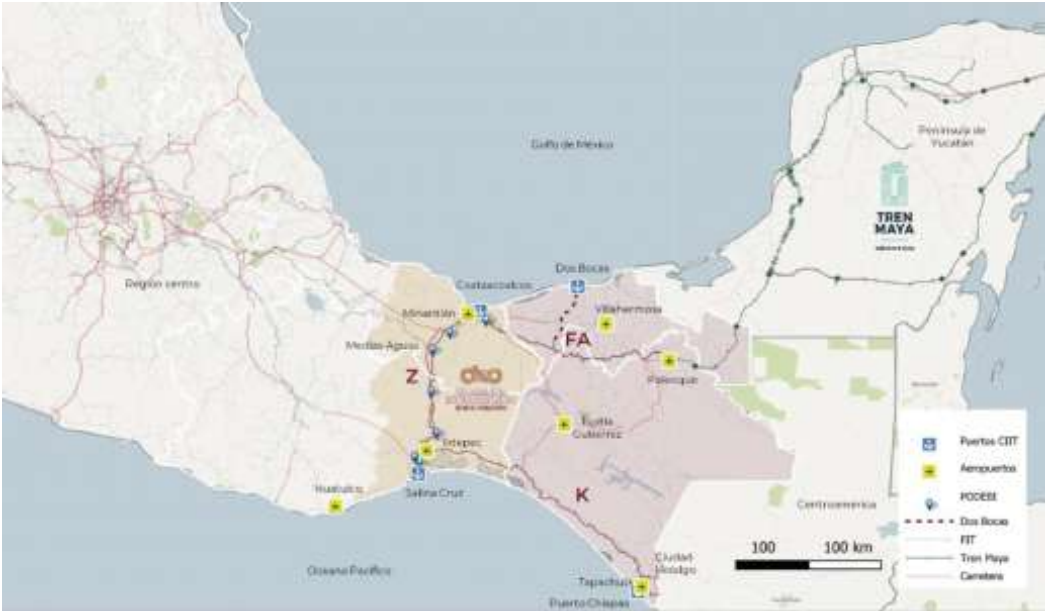 Golfo de México
Península de
Yucatán
TREN
MAYA
Región centro
Dos Bocas
Coatzacoalcos
Minatitlán
Villahermosa
Medias Aguas
FA
Z
Palenque
Tuxtla
Gutiérrez
Ixtepec
Huatulco
Salina Cruz
K
Centroamérica
Océano Pacífico
Ciudad
Hidalgo
Tapachula
Puerto Chiapas
100
100 km
Puertos CIIT
Aeropuertos
PODEBI
Dos Bocas
FIT
Tren Maya
Carretera